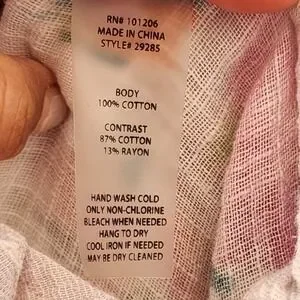 RN# 101206
MADE IN CHINA
STYLE# 29285
BODY
100% COTTON
CONTRAST
87% COTTON
13% RAYON
HAND WASH COLD
ONLY NON-CHLORINE
BLEACH WHEN NEEDED
HANG TO DRY
COOL IRON IF NEEDED
MAY BE DRY CLEANED